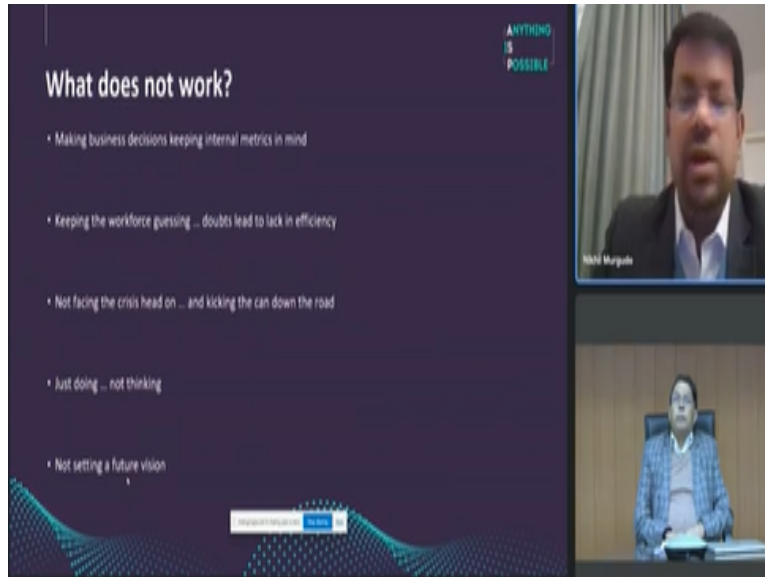 ANYTHING
IS
POSSIBLE
What does not work?
• Making business decisions keeping internal metrics in mind
• Keeping the workforce guessing ... doubts lead to lack in efficiency
• Not facing the crisis head on ... and kicking the can down the road
• Just doing ... not thinking
• Not setting a future vision
Nikhil